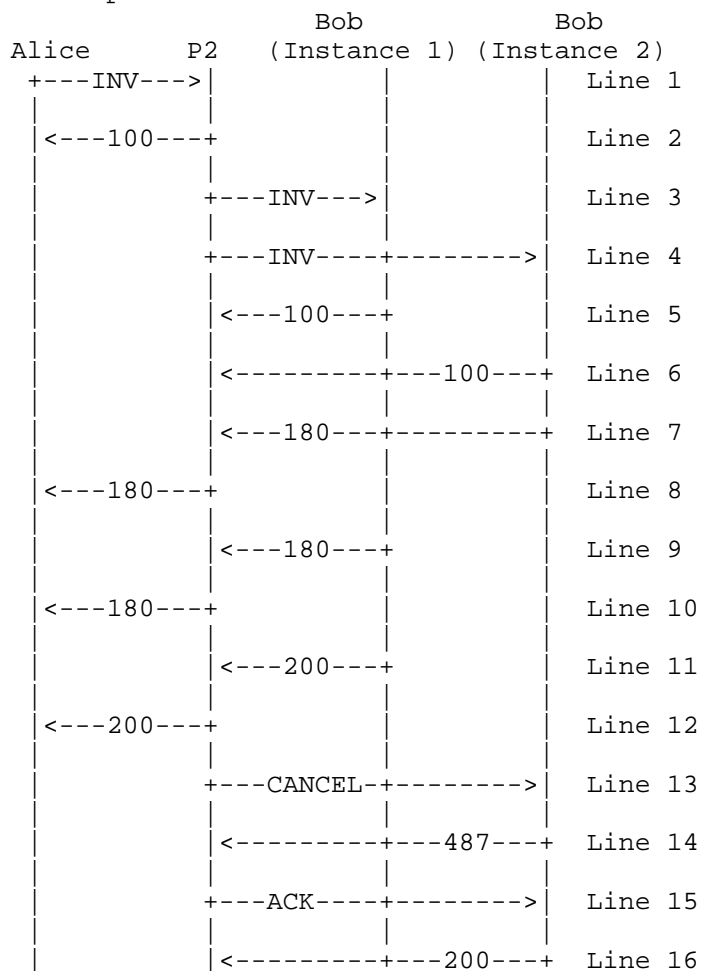 Bob Bob
Alice P2 (Instance 1) (Instance 2)
+---INV--->| | | Line 1
| | | |
|<---100---+ | | Line 2
| | | |
| +---INV--->| | Line 3
| | | |
| +---INV----+-------->| Line 4
| | | |
| |<---100---+ | Line 5
| | | |
| |<---------+---100---+ Line 6
| | | |
| |<---180---+---------+ Line 7
| | | |
|<---180---+ | | Line 8
| | | |
| |<---180---+ | Line 9
| | | |
|<---180---+ | | Line 10
| | | |
| |<---200---+ | Line 11
| | | |
|<---200---+ | | Line 12
| | | |
| +---CANCEL-+-------->| Line 13
| | | |
| |<---------+---487---+ Line 14
| | | |
| +---ACK----+-------->| Line 15
| | | |
| |<---------+---200---+ Line 16